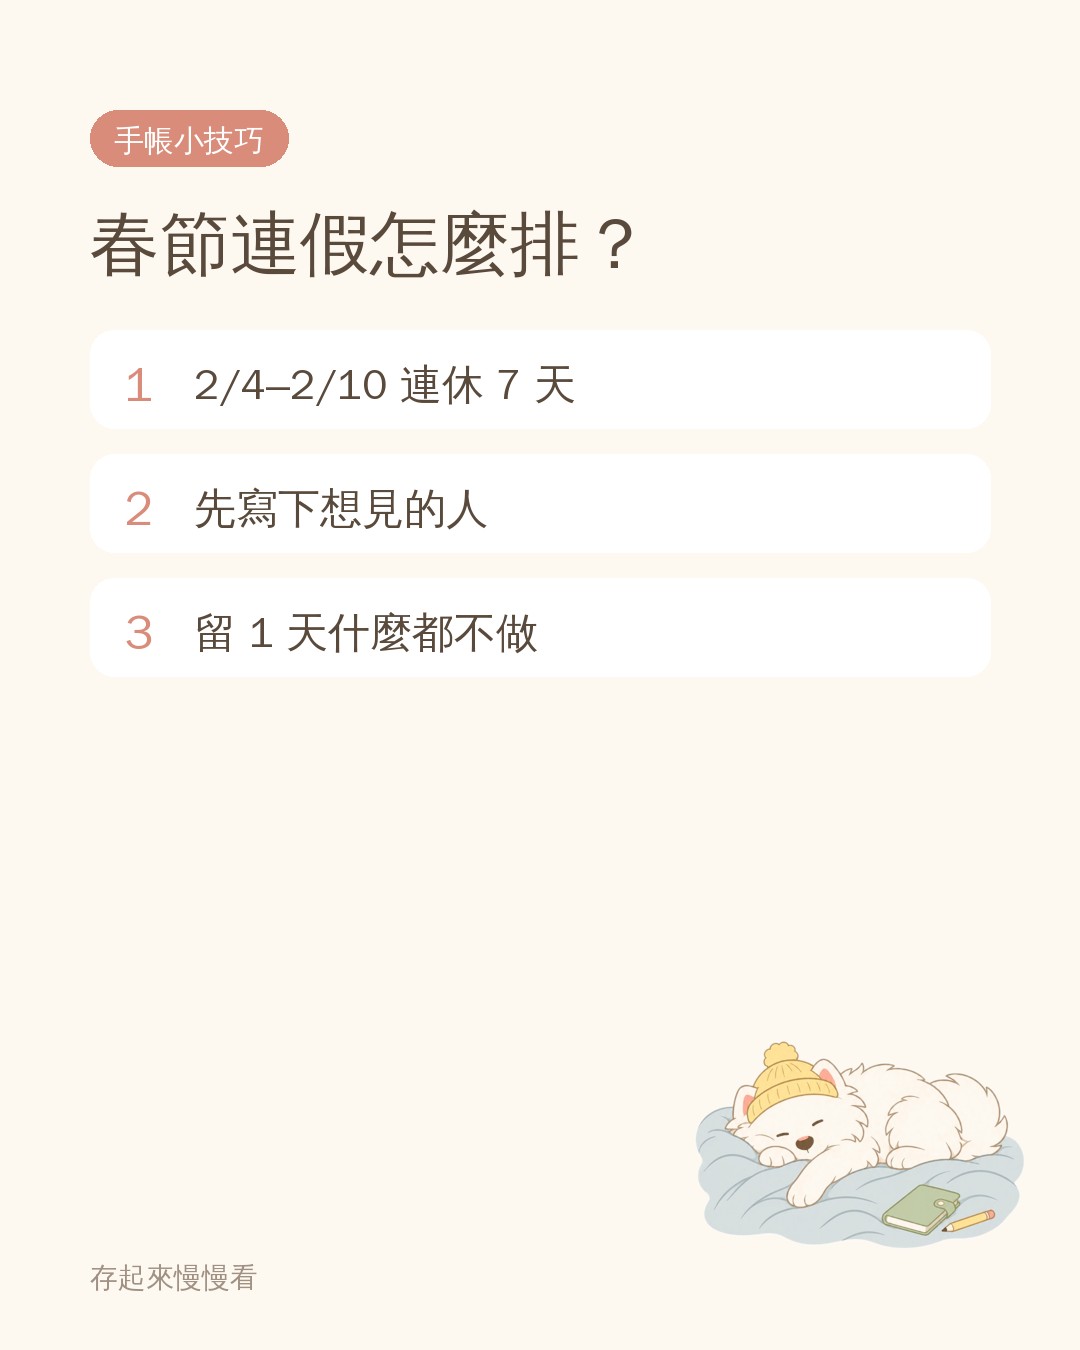 手帳小技巧
春節連假怎麼排？
1 2/4–2/10 連休 7 天
2 先寫下想見的人
3 留 1 天什麼都不做
存起來慢慢看